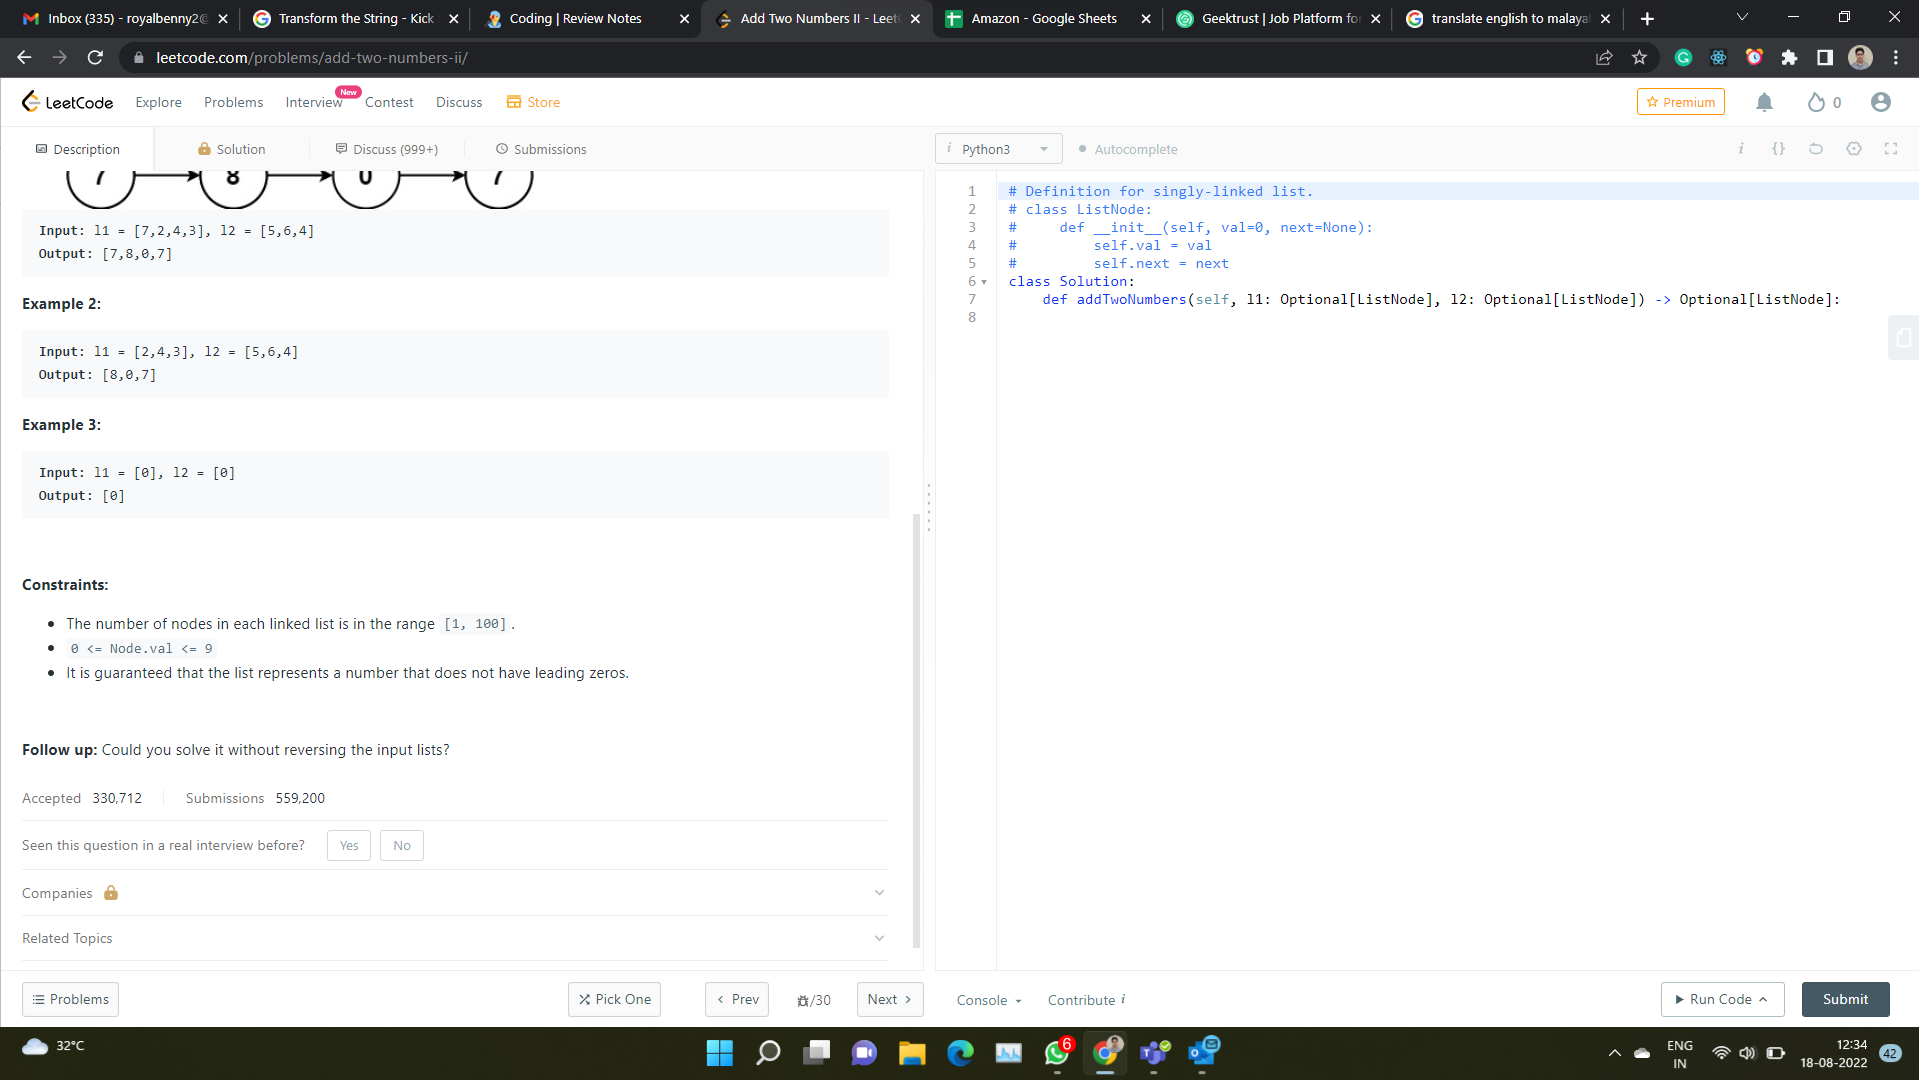 Inbox (335) - royalbenny2@
Transform the String - Kick
Coding | Review Notes
Add Two Numbers II - Leet
Amazon - Google Sheets
Geektrust | Job Platform fo
translate english to malaya
leetcode.com/problems/add-two-numbers-ii/
LeetCode
Explore
Problems
Interview
New
Contest
Discuss
Store
Premium
0
Description
Solution
Discuss (999+)
Submissions
i Python3
Autocomplete
i {}
7 8 0 7
Input: l1 = [7,2,4,3], l2 = [5,6,4]
Output: [7,8,0,7]
Example 2:
Input: l1 = [2,4,3], l2 = [5,6,4]
Output: [8,0,7]
Example 3:
Input: l1 = [0], l2 = [0]
Output: [0]
Constraints:
The number of nodes in each linked list is in the range [1, 100].
0 <= Node.val <= 9
It is guaranteed that the list represents a number that does not have leading zeros.
Follow up: Could you solve it without reversing the input lists?
Accepted 330,712
Submissions 559,200
Seen this question in a real interview before?
Yes
No
Companies
Related Topics
1 # Definition for singly-linked list.
2 # class ListNode:
3 #     def __init__(self, val=0, next=None):
4 #         self.val = val
5 #         self.next = next
6 class Solution:
7     def addTwoNumbers(self, l1: Optional[ListNode], l2: Optional[ListNode]) -> Optional[ListNode]:
8
Problems
Pick One
Prev
/30
Next
Console
Contribute i
Run Code
Submit
32°C
6
ENG
IN
12:34
18-08-2022
42